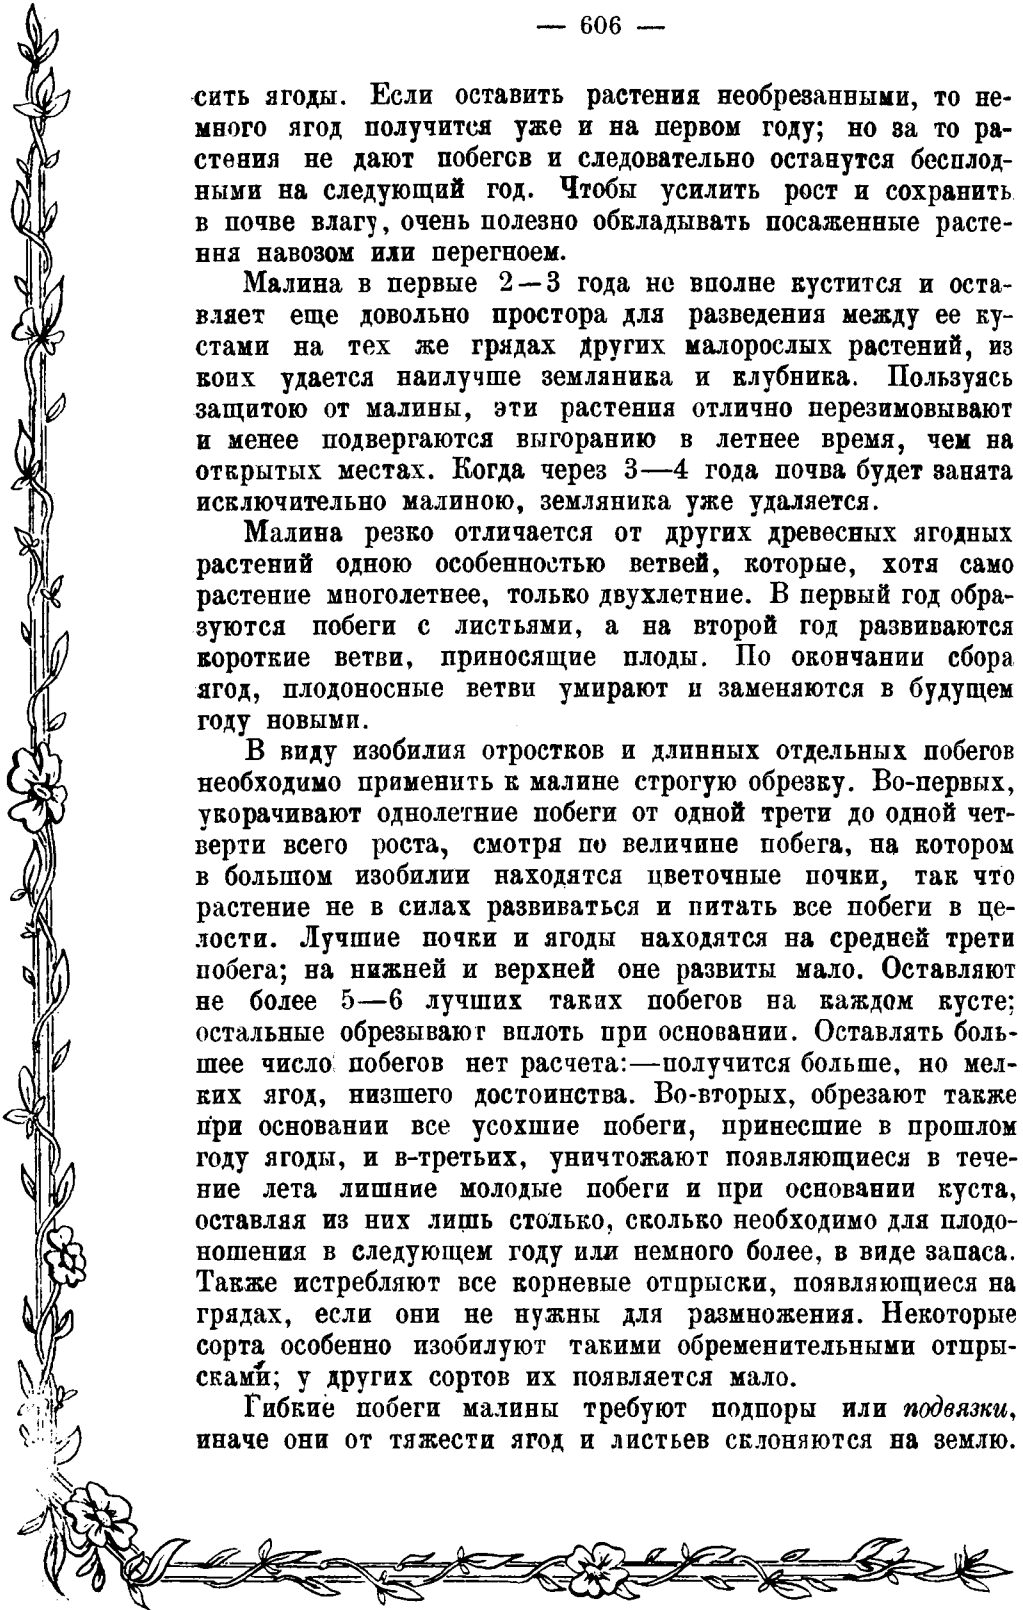 — 606 —
сить ягоды. Если оставить растения необрезанными, то не-
много ягод получится уже и на первом году; но за то ра-
стения не дают побегов и следовательно останутся бесплод-
ными на следующий год. Чтобы усилить рост и сохранить
в почве влагу, очень полезно обкладывать посаженные расте-
ния навозом или перегноем.
Малина в первые 2—3 года не вполне кустится и оста-
вляет еще довольно простора для разведения между ее ку-
стами на тех же грядах других малорослых растений, из
коих удается наилучше земляника и клубника. Пользуясь
защитою от малины, эти растения отлично перезимовывают
и менее подвергаются выгоранию в летнее время, чем на
открытых местах. Когда через 3—4 года почва будет занята
исключительно малиною, земляника уже удаляется.
Малина резко отличается от других древесных ягодных
растений одною особенностью ветвей, которые, хотя само
растение многолетнее, только двухлетние. В первый год обра-
зуются побеги с листьями, а на второй год развиваются
короткие ветви, приносящие плоды. По окончании сбора
ягод, плодоносные ветви умирают и заменяются в будущем
году новыми.
В виду изобилия отростков и длинных отдельных побегов
необходимо применить к малине строгую обрезку. Во-первых,
укорачивают однолетние побеги от одной трети до одной чет-
верти всего роста, смотря по величине побега, на котором
в большом изобилии находятся цветочные почки, так что
растение не в силах развиваться и питать все побеги в це-
лости. Лучшие почки и ягоды находятся на средней трети
побега; на нижней и верхней оне развиты мало. Оставляют
не более 5—6 лучших таких побегов на каждом кусте;
остальные обрезывают вплоть при основании. Оставлять боль-
шее число побегов нет расчета:—получится больше, но мел-
ких ягод, низшего достоинства. Во-вторых, обрезают также
при основании все усохшие побеги, принесшие в прошлом
году ягоды, и в-третьих, уничтожают появляющиеся в тече-
ние лета лишние молодые побеги и при основании куста,
оставляя из них лишь столько, сколько необходимо для плодо-
ношения в следующем году или немного более, в виде запаса.
Также истребляют все корневые отпрыски, появляющиеся на
грядах, если они не нужны для размножения. Некоторые
сорта особенно изобилуют такими обременительными отпры-
сками; у других сортов их появляется мало.
Гибкие побеги малины требуют подпоры или подвязки,
иначе они от тяжести ягод и листьев склоняются на землю.